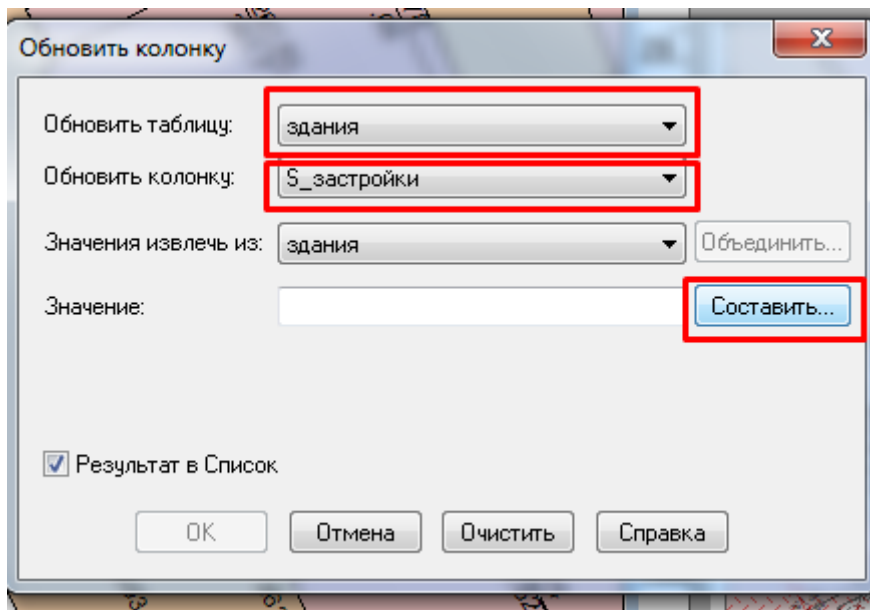 Обновить колонку
Обновить таблицу: здания
Обновить колонку: S_застройки
Значения извлечь из: здания Объединить...
Значение: Составить...
Результат в Список
OK Отмена Очистить Справка